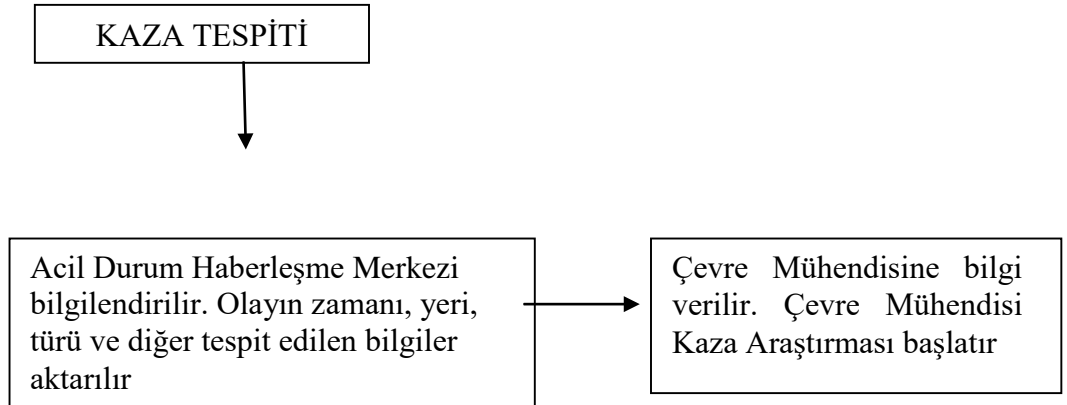 KAZA TESPİTİ
Acil Durum Haberleşme Merkezi
bilgilendirilir. Olayın zamanı, yeri,
türü ve diğer tespit edilen bilgiler
aktarılır
Çevre Mühendisine bilgi
verilir. Çevre Mühendisi
Kaza Araştırması başlatır